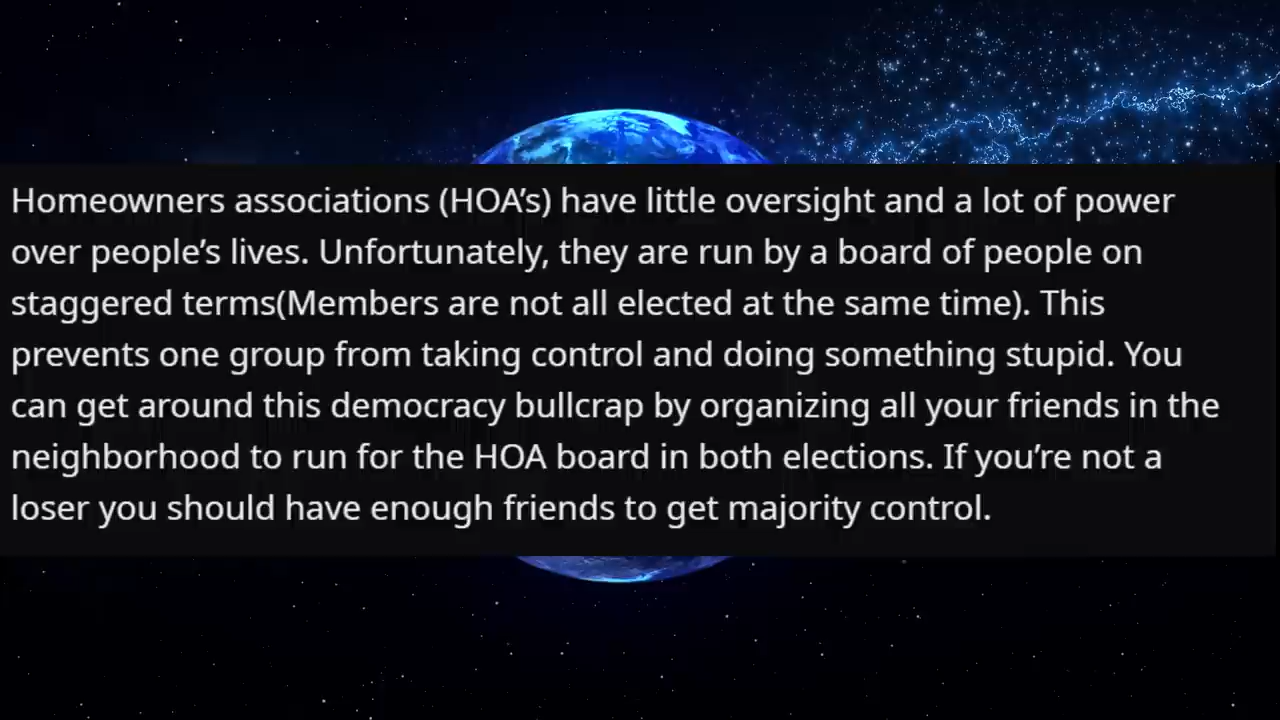 Homeowners associations (HOA’s) have little oversight and a lot of power
over people’s lives. Unfortunately, they are run by a board of people on
staggered terms(Members are not all elected at the same time). This
prevents one group from taking control and doing something stupid. You
can get around this democracy bullcrap by organizing all your friends in the
neighborhood to run for the HOA board in both elections. If you’re not a
loser you should have enough friends to get majority control.